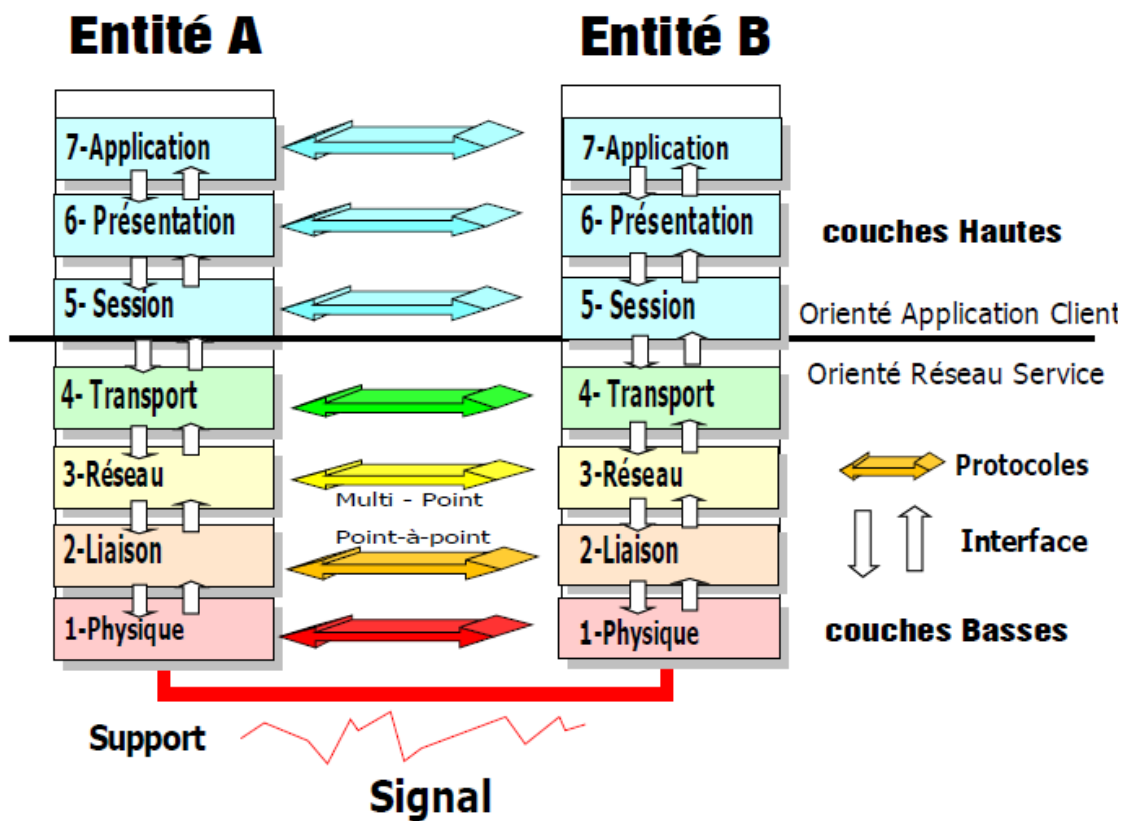 Entité A
Entité B
7-Application
7-Application
6- Présentation
6- Présentation
couches Hautes
5- Session
5- Session
Orienté Application Client
Orienté Réseau Service
4- Transport
4- Transport
3-Réseau
3-Réseau
Protocoles
Multi - Point
Point-à-point
2-Liaison
2-Liaison
Interface
1-Physique
1-Physique
couches Basses
Support
Signal